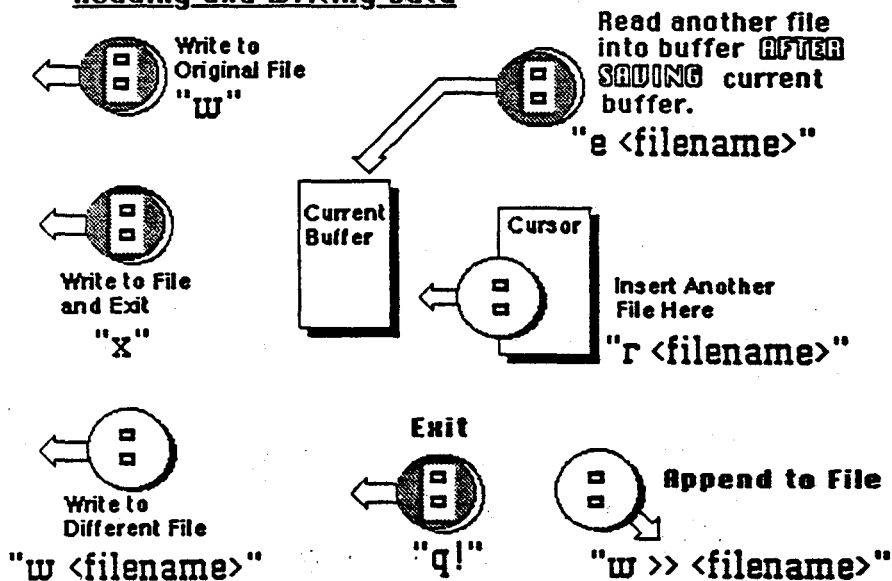 Reading and Writing Data
Write to
Original File
"w"
Read another file
into buffer AFTER
SAVING current
buffer.
"e <filename>"
Current
Buffer
Cursor
Write to File
and Exit
"x"
Insert Another
File Here
"r <filename>"
Exit
Append to File
Write to
Different File
"w <filename>"
"q!"
"w >> <filename>"